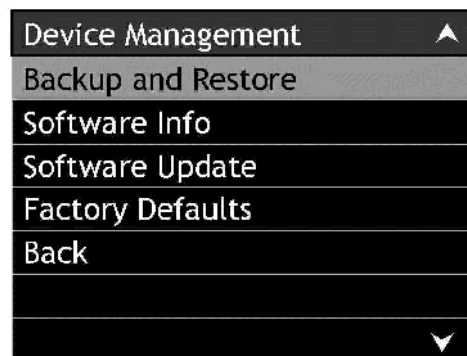 Device Management
Backup and Restore
Software Info
Software Update
Factory Defaults
Back